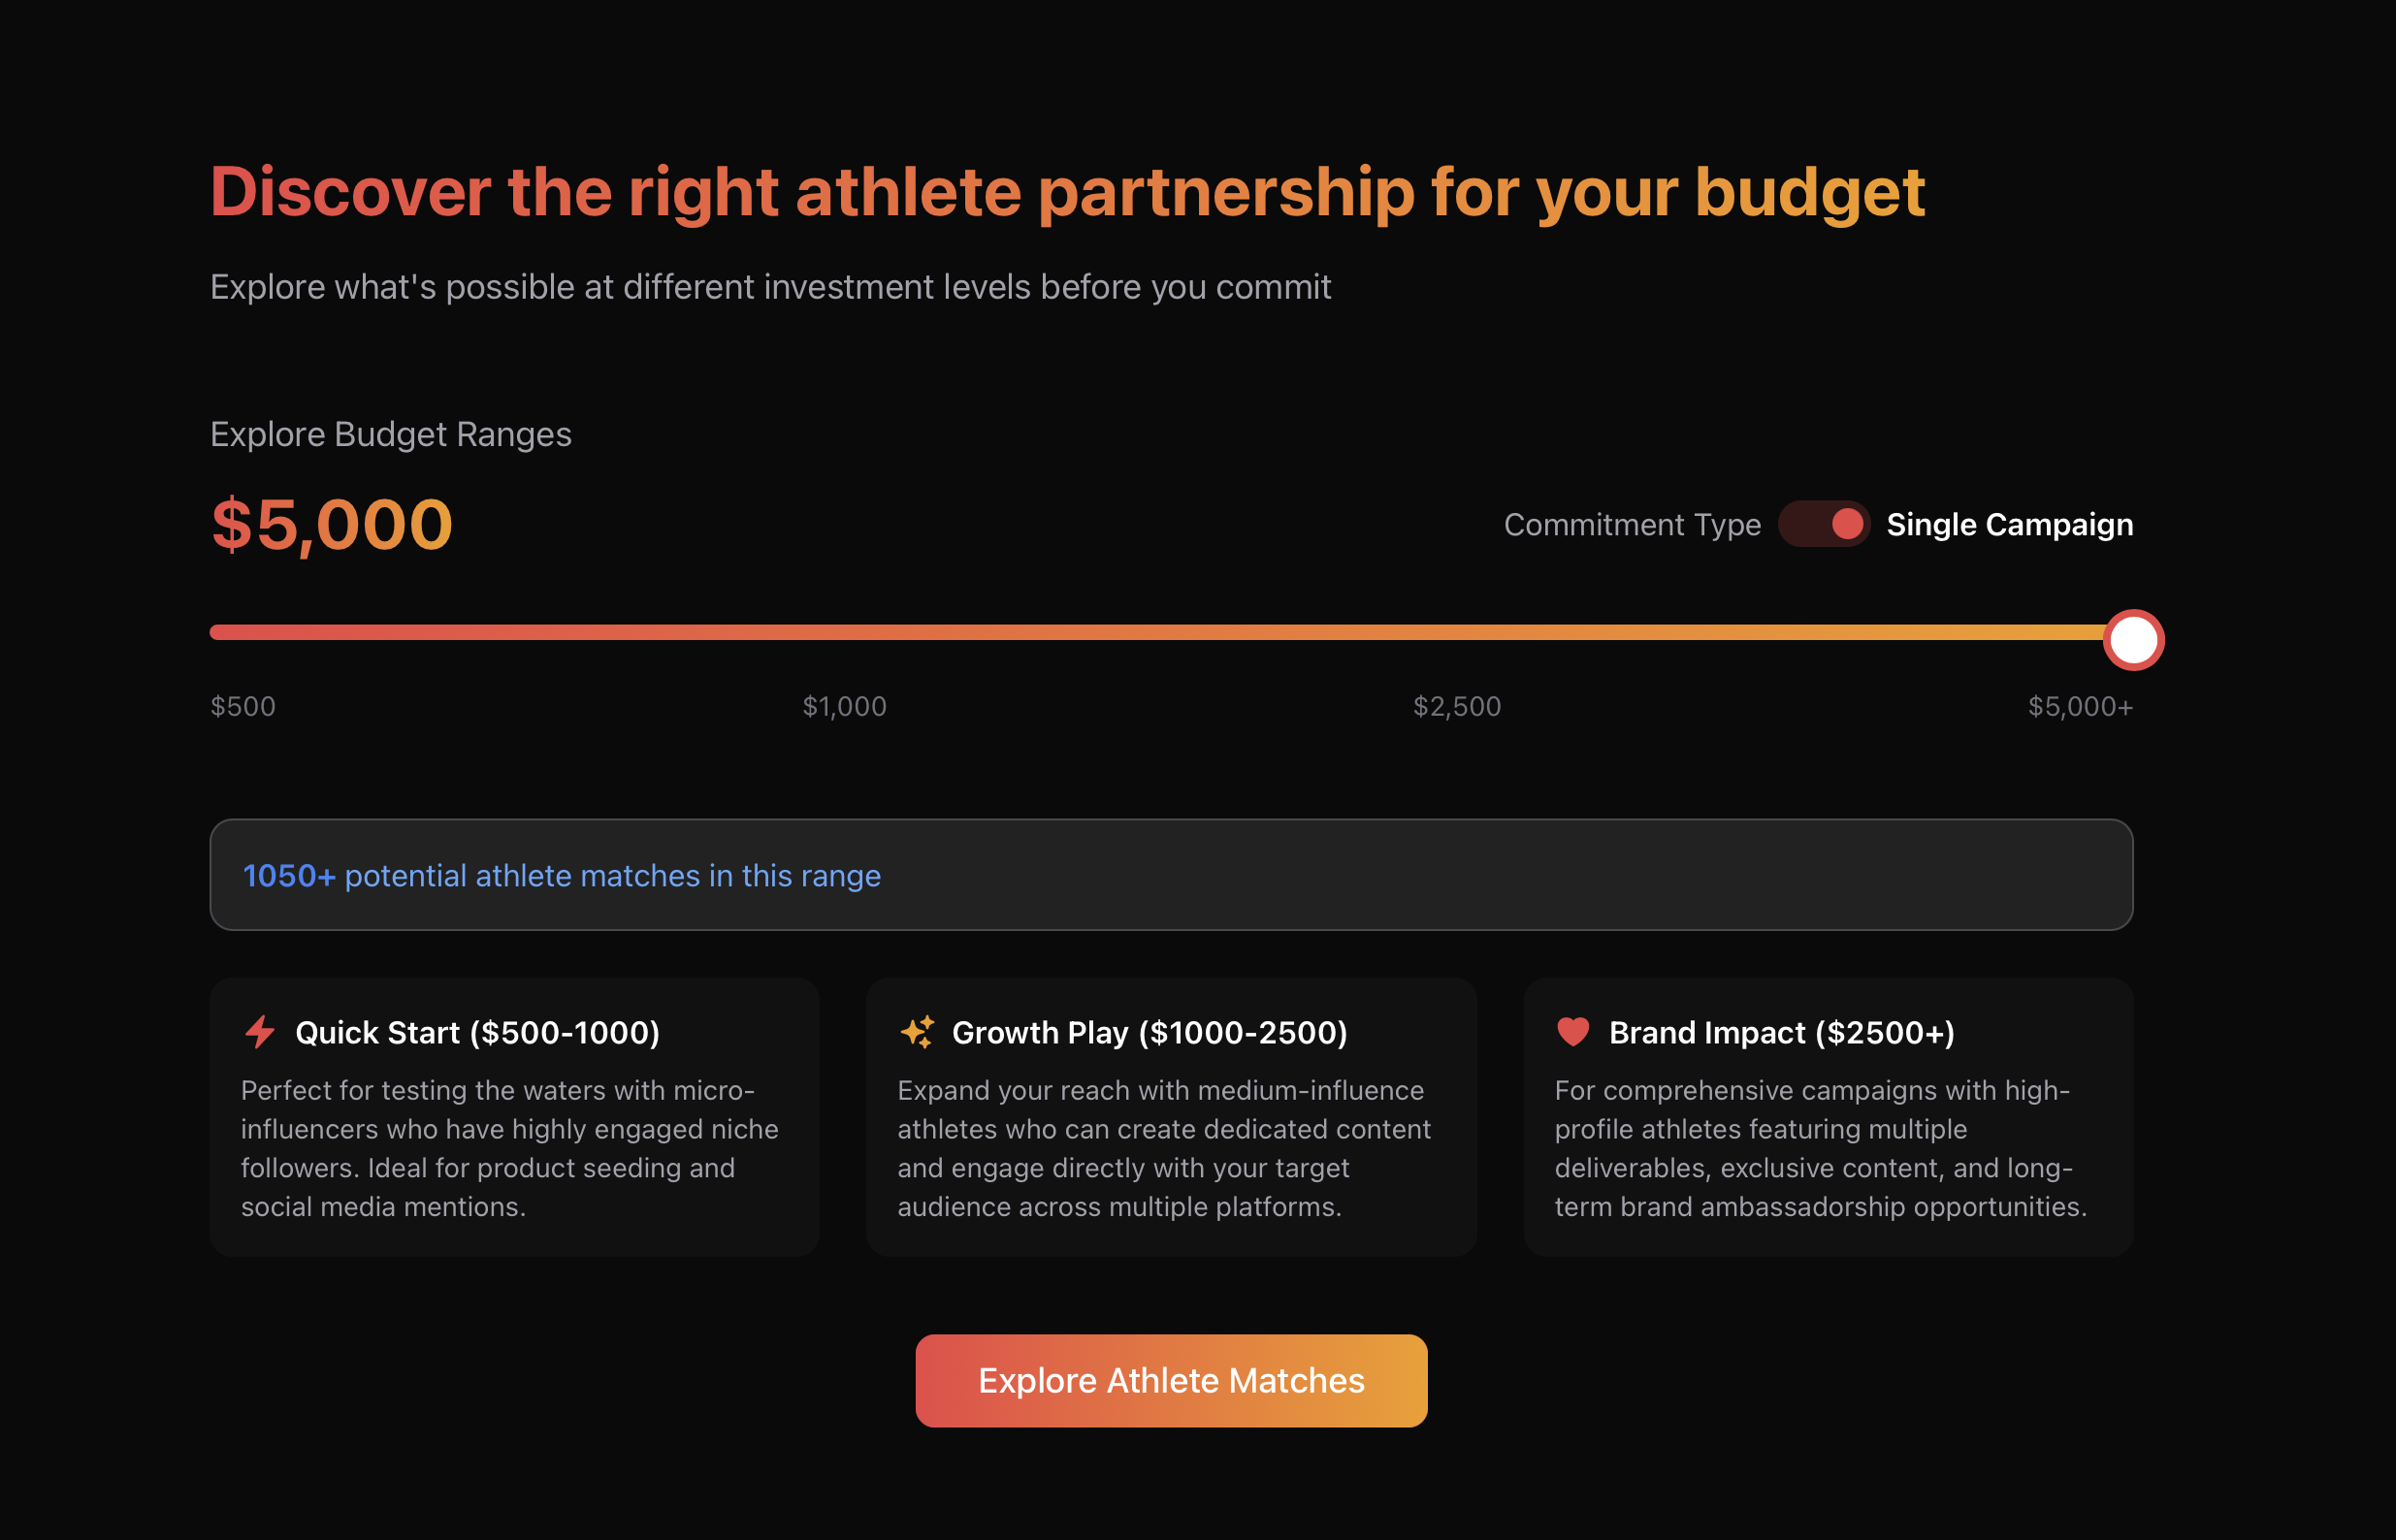 Discover the right athlete partnership for your budget
Explore what's possible at different investment levels before you commit
Explore Budget Ranges
$5,000
Commitment Type Single Campaign
$500 $1,000 $2,500 $5,000+
1050+ potential athlete matches in this range
Quick Start ($500-1000)
Perfect for testing the waters with micro-
influencers who have highly engaged niche
followers. Ideal for product seeding and
social media mentions.
Growth Play ($1000-2500)
Expand your reach with medium-influence
athletes who can create dedicated content
and engage directly with your target
audience across multiple platforms.
Brand Impact ($2500+)
For comprehensive campaigns with high-
profile athletes featuring multiple
deliverables, exclusive content, and long-
term brand ambassadorship opportunities.
Explore Athlete Matches